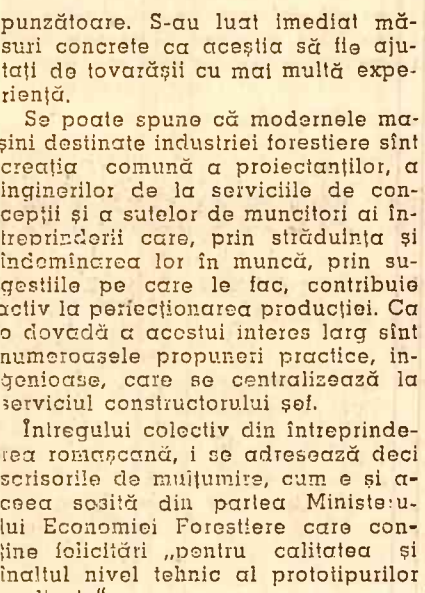 punzătoare. S-au luat imediat mă-
suri concrete ca aceștia să fie aju-
tați de tovarășii cu mai multă expe-
riență.
Se poate spune că modernele ma-
șini destinate industriei forestiere sînt
creația comună a proiectanților, a
inginerilor de la serviciile de con-
cepții și a sutelor de muncitori ai în-
treprinderii care, prin străduința și
îndemînarea lor în muncă, prin su-
gestiile pe care le fac, contribuie
activ la perfecționarea producției. Ca
o dovadă a acestui interes larg sînt
numeroasele propuneri practice, in-
genioase, care se centralizează la
serviciul constructorului șef.
Întregului colectiv din întreprinde-
rea romașcană, i se adresează deci
scrisorile de mulțumire, cum e și a-
ceea sosită din partea Ministeru-
lui Economiei Forestiere care con-
ține felicitări „pentru calitatea și
înaltul nivel tehnic al prototipurilor